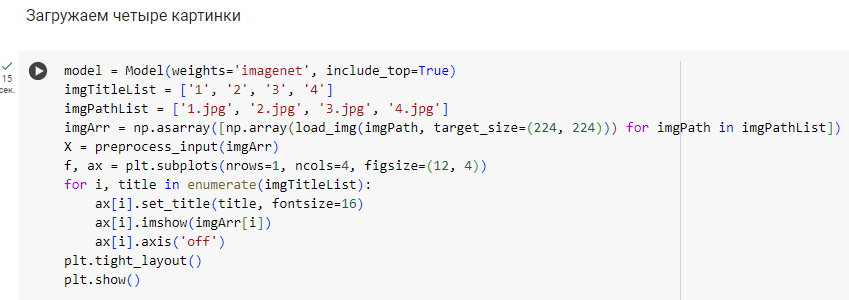 Загружаем четыре картинки
15
сек.
model = Model(weights='imagenet', include_top=True)
imgTitleList = ['1', '2', '3', '4']
imgPathList = ['1.jpg', '2.jpg', '3.jpg', '4.jpg']
imgArr = np.asarray([np.array(load_img(imgPath, target_size=(224, 224))) for imgPath in imgPathList])
X = preprocess_input(imgArr)
f, ax = plt.subplots(nrows=1, ncols=4, figsize=(12, 4))
for i, title in enumerate(imgTitleList):
    ax[i].set_title(title, fontsize=16)
    ax[i].imshow(imgArr[i])
    ax[i].axis('off')
plt.tight_layout()
plt.show()